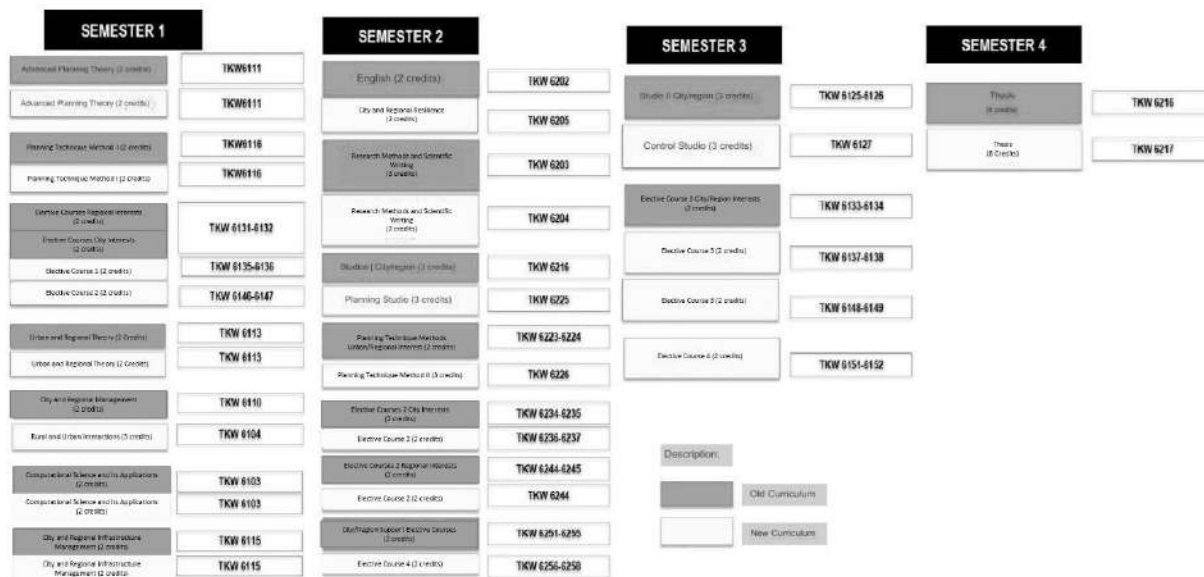 SEMESTER 1
Advanced Planning Theory (2 credits)
TKW6111
Advanced Planning Theory (2 credits)
TKW6111
Planning Technique Method I (2 credits)
TKW6116
Planning Technique Method I (2 credits)
TKW6116
Elective Courses Regional Interests
(2 credits)
Elective Courses City Interests
(2 credits)
TKW 6131-6132
Elective Course 1 (2 credits)
TKW 6135-6136
Elective Course 2 (2 credits)
TKW 6146-6147
Urban and Regional Theory (2 Credits)
TKW 6113
Urban and Regional Theory (2 Credits)
TKW 6113
City and Regional Management
(2 credits)
TKW 6110
Rural and Urban Interactions (3 credits)
TKW 6104
Computational Science and Its Applications
(2 credits)
TKW 6103
Computational Science and Its Applications
(2 credits)
TKW 6103
City and Regional Infrastructure
Management (2 credits)
TKW 6115
City and Regional Infrastructure
Management (2 credits)
TKW 6115
SEMESTER 2
English (2 credits)
TKW 6202
City and Regional Resilience
(2 credits)
TKW 6205
Research Methods and Scientific
Writing
(3 credits)
TKW 6203
Research Methods and Scientific
Writing
(2 credits)
TKW 6204
Studios I City/region (3 credits)
TKW 6216
Planning Studio (3 credits)
TKW 6225
Planning Technique Methods
Urban/Regional Interest (2 credits)
TKW 6223-6224
Planning Technique Method II (3 credits)
TKW 6226
Elective Courses 2 City Interests
(2 credits)
TKW 6234-6235
Elective Course 2 (2 credits)
TKW 6236-6237
Elective Courses 2 Regional Interests
(2 credits)
TKW 6244-6245
Elective Course 2 (2 credits)
TKW 6244
City/Region Support Elective Courses
(2 credits)
TKW 6251-6255
Elective Course 4 (2 credits)
TKW 6256-6258
SEMESTER 3
Studio II City/region (3 credits)
TKW 6125-6126
Control Studio (3 credits)
TKW 6127
Elective Course 3 City/Region Interests
(2 credits)
TKW 6133-6134
Elective Course 5 (2 credits)
TKW 6137-6138
Elective Course 5 (2 credits)
TKW 6148-6149
Elective Course 6 (2 credits)
TKW 6151-6152
SEMESTER 4
Thesis
(8 credits)
TKW 6216
Thesis
(8 Credits)
TKW 6217
Description:
Old Curriculum
New Curriculum